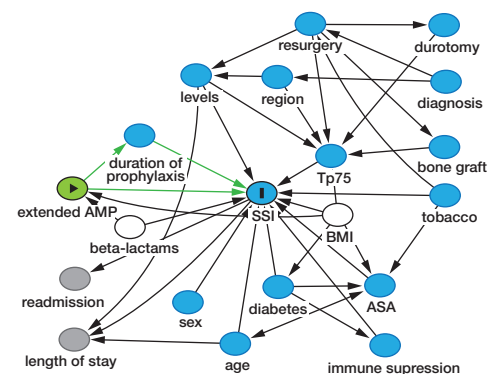 resurgery
durotomy
levels
region
diagnosis
duration of
prophylaxis
Tp75
bone graft
extended AMP
SSI
tobacco
beta-lactams
BMI
readmission
diabetes
ASA
sex
length of stay
age
immune supression